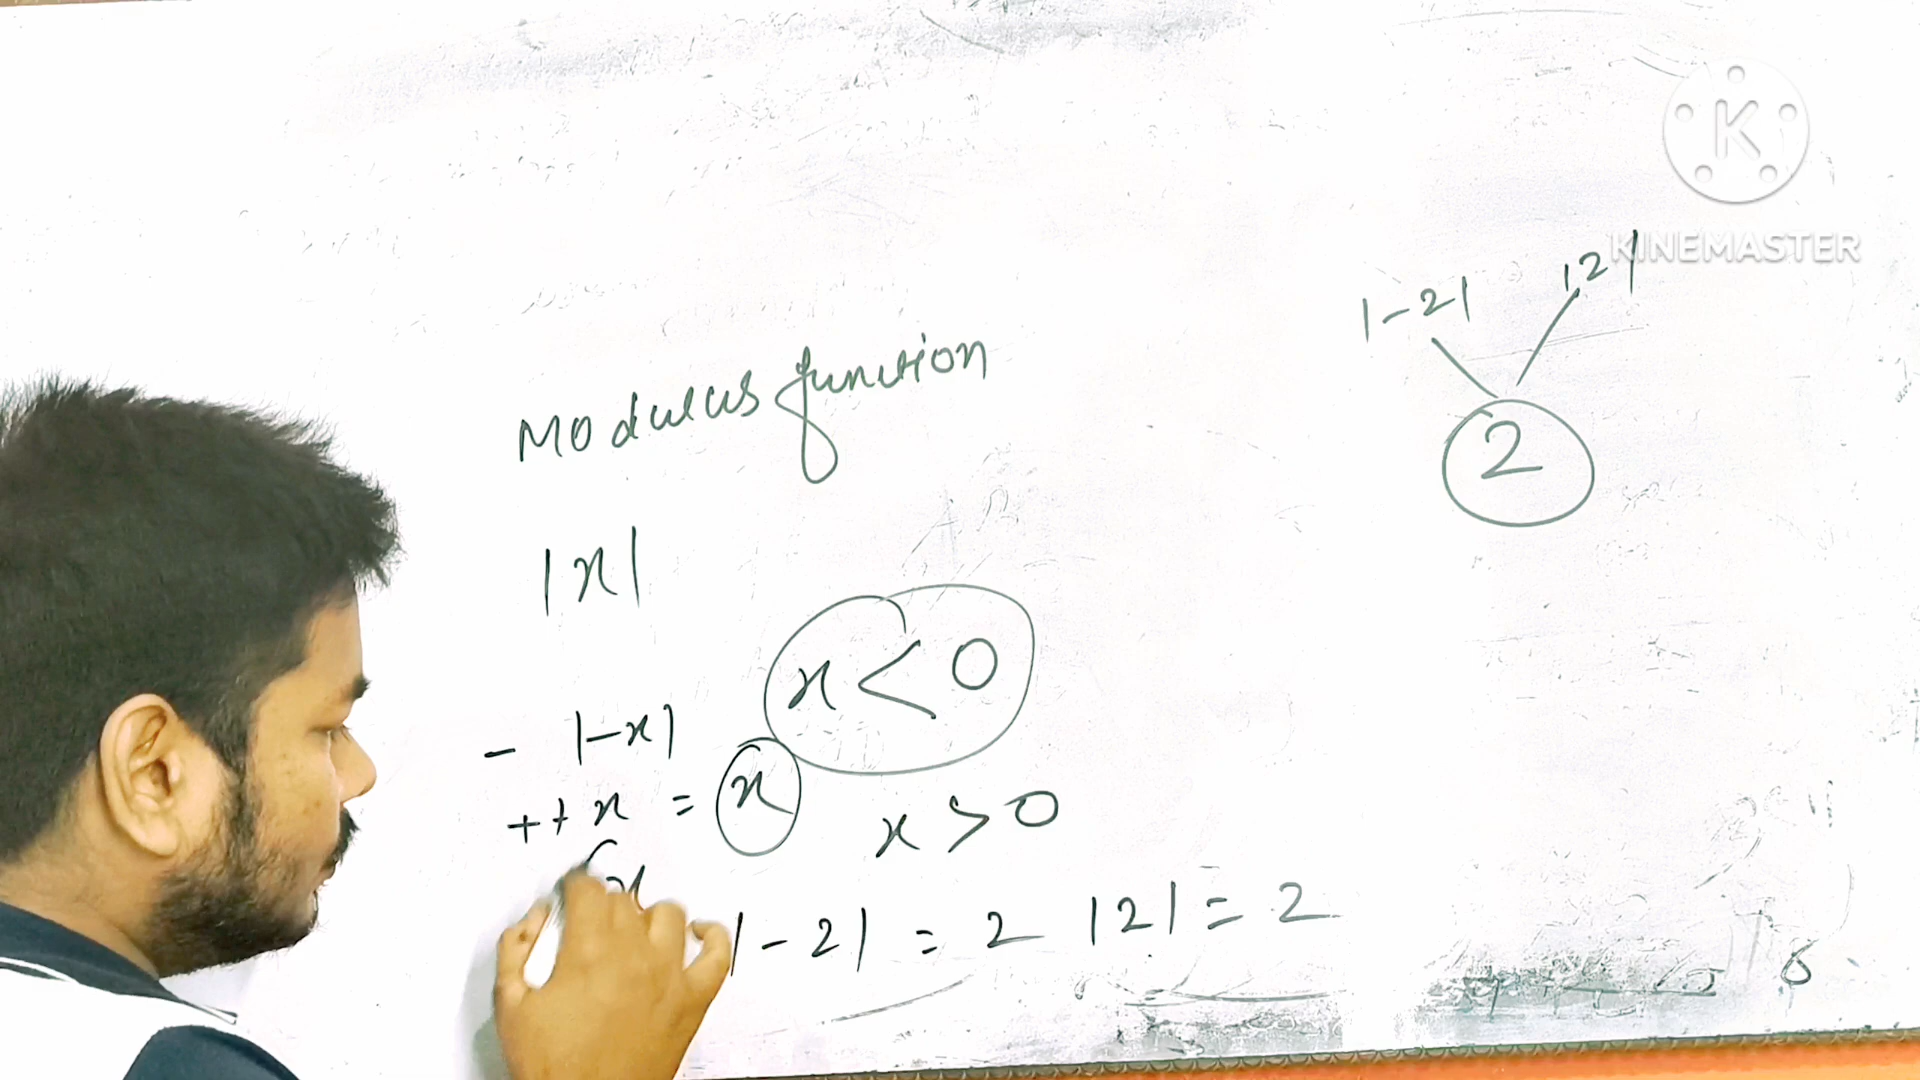 K
KINEMASTER
|-2| |2|
2
Modulus function
|x|
x < 0
- |-x|
++ x = x
x > 0
x
|-2| = 2 |2| = 2